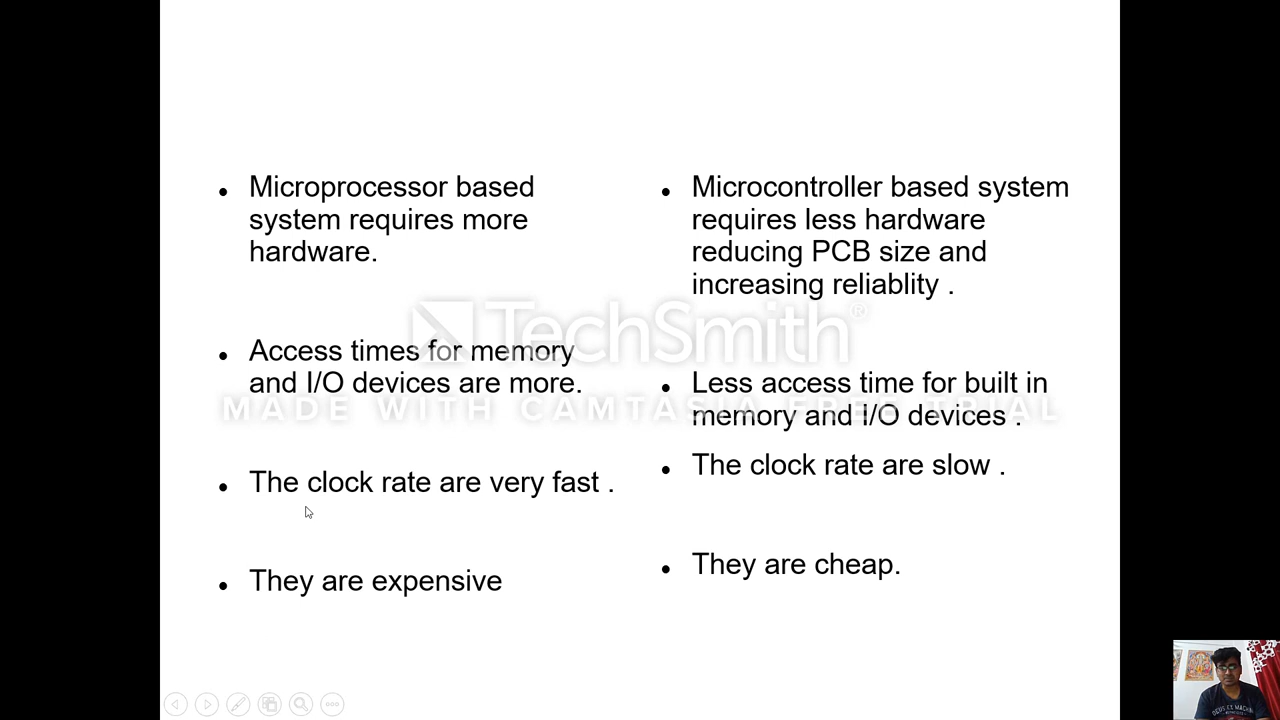 Microprocessor based
system requires more
hardware.
Access times for memory
and I/O devices are more.
The clock rate are very fast .
They are expensive
Microcontroller based system
requires less hardware
reducing PCB size and
increasing reliablity .
Less access time for built in
memory and I/O devices .
The clock rate are slow .
They are cheap.
TechSmith®
MADE WITH CAMTASIA FREE TRIAL